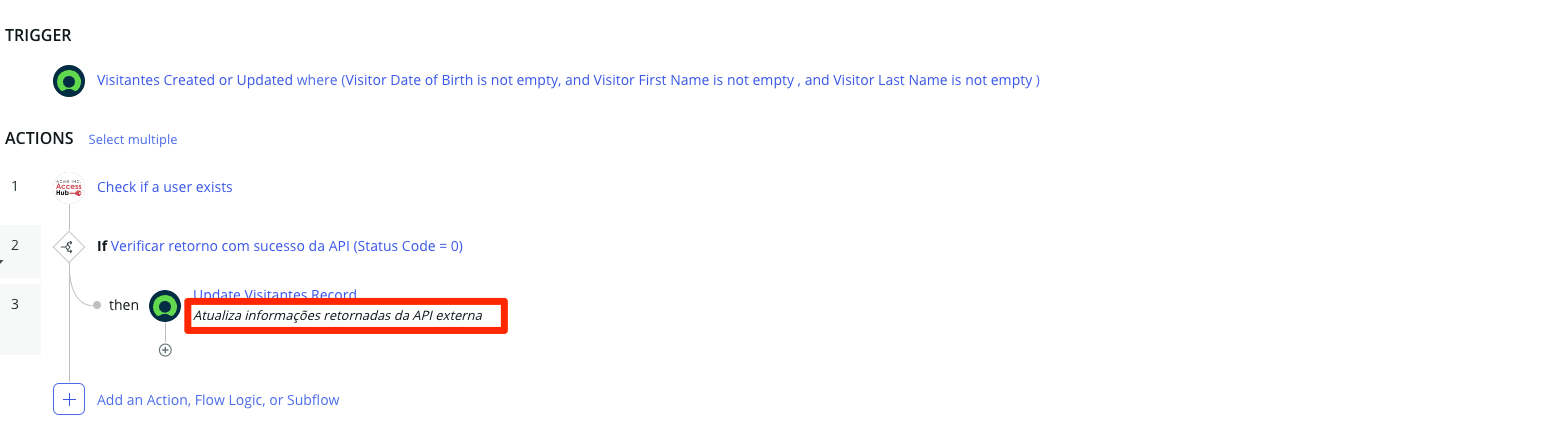 TRIGGER
Visitantes Created or Updated where (Visitor Date of Birth is not empty, and Visitor First Name is not empty , and Visitor Last Name is not empty )
ACTIONS Select multiple
1 Access Hub Check if a user exists
2 If Verificar retorno com sucesso da API (Status Code = 0)
3 then Update Visitantes Record
Atualiza informações retornadas da API externa
Add an Action, Flow Logic, or Subflow